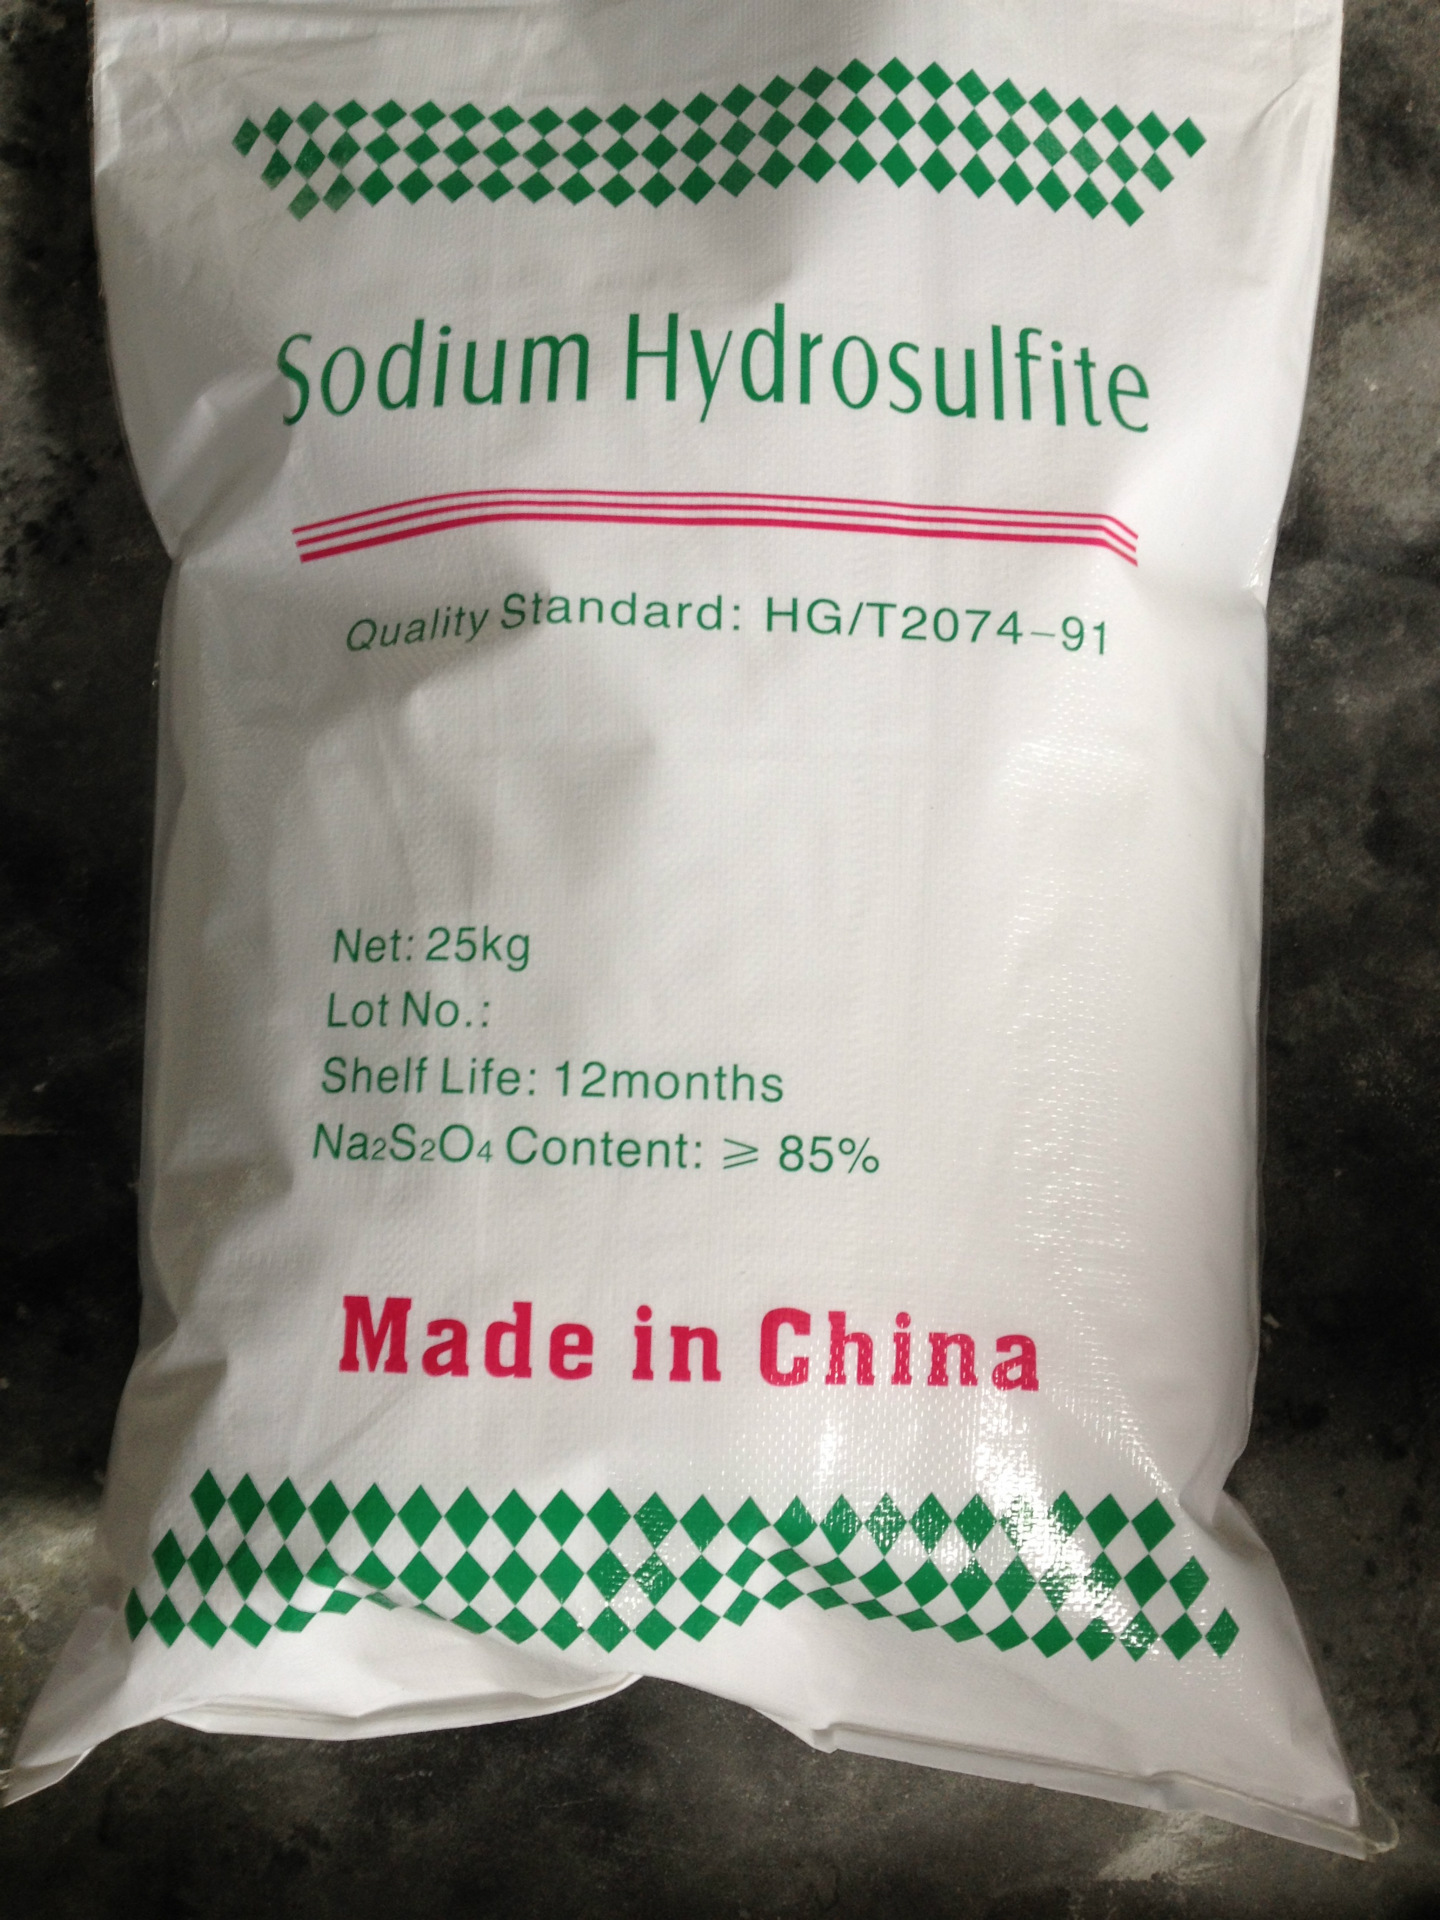 Sodium Hydrosulfite
Quality Standard: HG/T2074-91
Net: 25kg
Lot No.:
Shelf Life: 12months
Na₂S₂O₄ Content: ⩾ 85%
Made in China